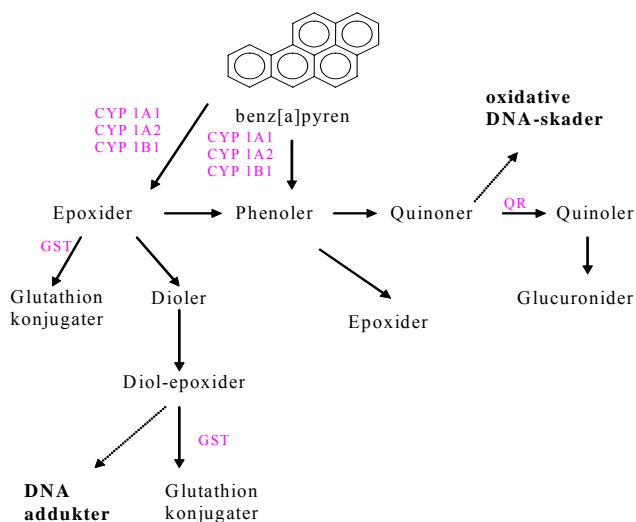 benz[a]pyren
oxidative
DNA-skader
CYP 1A1
CYP 1A2
CYP 1B1
CYP 1A1
CYP 1A2
CYP 1B1
Epoxider
Phenoler
Quinoner
QR
Quinoler
GST
Glutathion
konjugater
Dioler
Epoxider
Glucuronider
Diol-epoxider
GST
DNA
addukter
Glutathion
konjugater